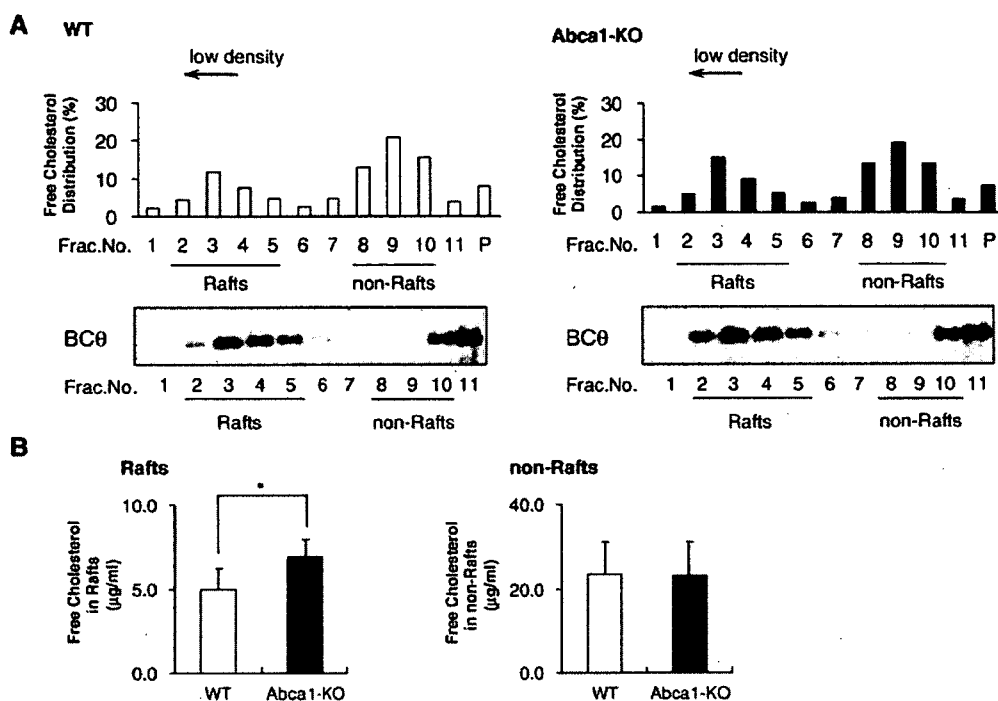 A
WT
low density
Free Cholesterol
Distribution (%)
30
20
10
0
Frac.No. 1 2 3 4 5 6 7 8 9 10 11 P
Rafts
non-Rafts
BCθ
Frac.No. 1 2 3 4 5 6 7 8 9 10 11
Rafts
non-Rafts
Abca1-KO
low density
Free Cholesterol
Distribution (%)
30
20
10
0
Frac.No. 1 2 3 4 5 6 7 8 9 10 11 P
Rafts
non-Rafts
BCθ
Frac.No. 1 2 3 4 5 6 7 8 9 10 11
Rafts
non-Rafts
B
Rafts
*
Free Cholesterol
in Rafts
(μg/ml)
10.0
5.0
0.0
WT Abca1-KO
non-Rafts
Free Cholesterol
in non-Rafts
(μg/ml)
40.0
20.0
0.0
WT Abca1-KO